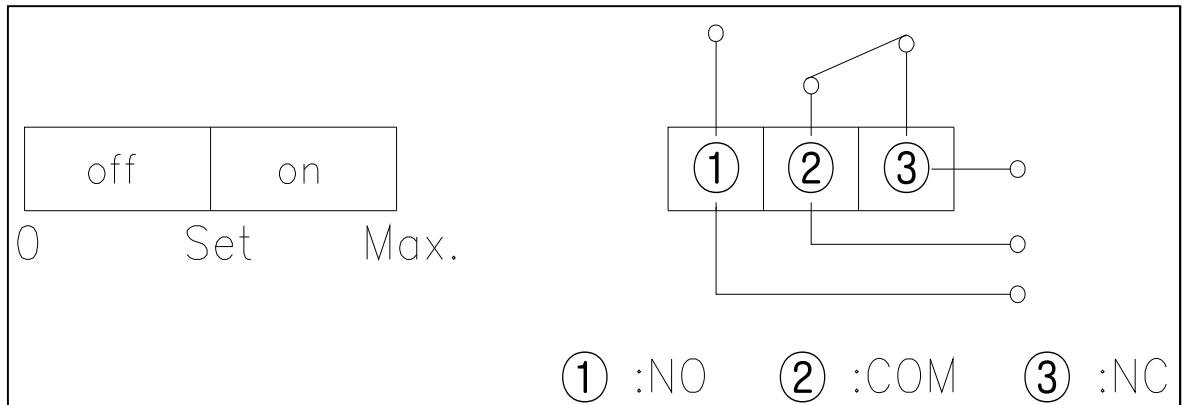 off on ① ② ③
0 Set Max.
① :NO ② :COM ③ :NC